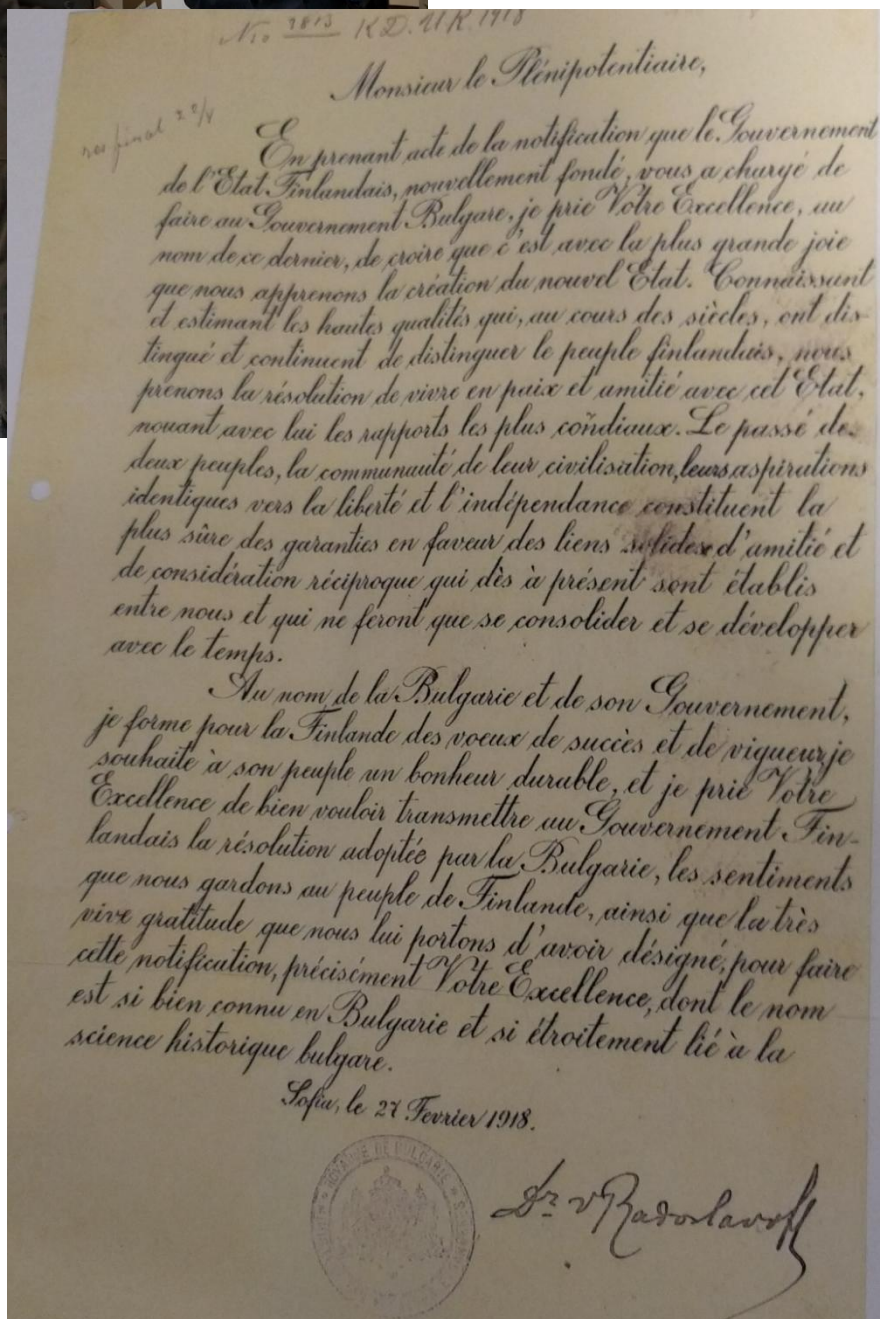 No 2813 KD. UK. 1918
Monsieur le Plénipotentiaire,
En prenant acte de la notification que le Gouvernement
de l'Etat Finlandais, nouvellement fondé, vous a chargé de
faire au Gouvernement Bulgare, je prie Votre Excellence, au
nom de ce dernier, de croire que c'est avec la plus grande joie
que nous apprenons la création du nouvel Etat. Connaissant
et estimant les hautes qualités qui, au cours des siècles, ont dis-
tingué et continuent de distinguer le peuple finlandais, nous
prenons la résolution de vivre en paix et amitié avec cet Etat,
nouant avec lui les rapports les plus cordiaux. Le passé des
deux peuples, la communauté de leur civilisation, leurs aspirations
identiques vers la liberté et l'indépendance constituent la
plus sûre des garanties en faveur des liens solides d'amitié et
de considération réciproque qui dès à présent sont établis
entre nous et qui ne feront que se consolider et se développer
avec le temps.
Au nom de la Bulgarie et de son Gouvernement,
je forme pour la Finlande des voeux de succès et de vigueur, je
souhaite à son peuple un bonheur durable, et je prie Votre
Excellence de bien vouloir transmettre au Gouvernement Fin-
landais la résolution adoptée par la Bulgarie, les sentiments
que nous gardons au peuple de Finlande, ainsi que la très
vive gratitude que nous lui portons d'avoir désigné, pour faire
cette notification, précisément Votre Excellence, dont le nom
est si bien connu en Bulgarie et si étroitement lié à la
science historique bulgare.
Sofia, le 27 Fevrier 1918.
ROYAUME DE BULGARIE
Dr. v Radoslavoff